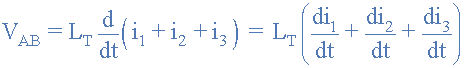 V_AB = L_T d/dt ( i_1 + i_2 + i_3 ) = L_T ( di_1/dt + di_2/dt + di_3/dt )